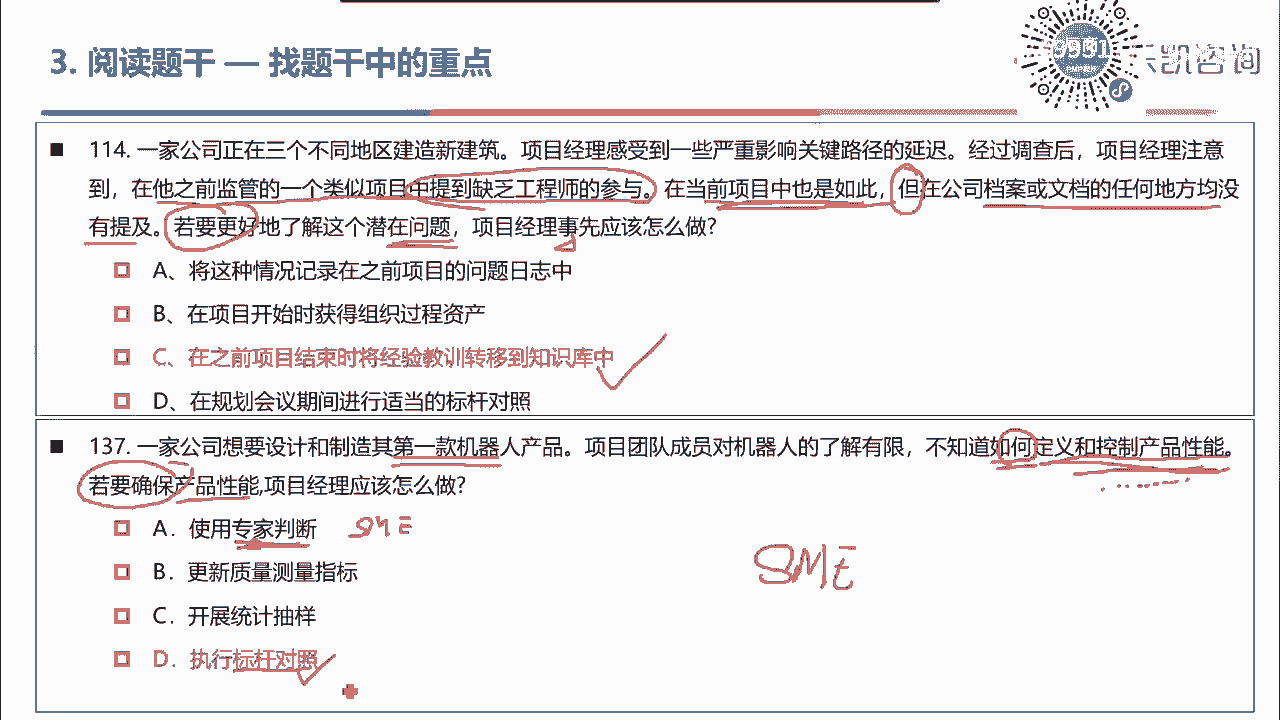 3. 阅读题干 — 找题干中的重点
凯咨询
114. 一家公司正在三个不同地区建造新建筑。项目经理感受到一些严重影响关键路径的延迟。经过调查后，项目经理注意
到，在他之前监管的一个类似项目中提到缺乏工程师的参与。在当前项目中也是如此，但在公司档案或文档的任何地方均没
有提及。若要更好地了解这个潜在问题，项目经理事先应该怎么做?
A、将这种情况记录在之前项目的问题日志中
B、在项目开始时获得组织过程资产
C、在之前项目结束时将经验教训转移到知识库中
D、在规划会议期间进行适当的标杆对照
137. 一家公司想要设计和制造其第一款机器人产品。项目团队成员对机器人的了解有限，不知道如何定义和控制产品性能。
若要确保产品性能,项目经理应该怎么做?
A. 使用专家判断 SME
B. 更新质量测量指标
SME
C. 开展统计抽样
D. 执行标杆对照